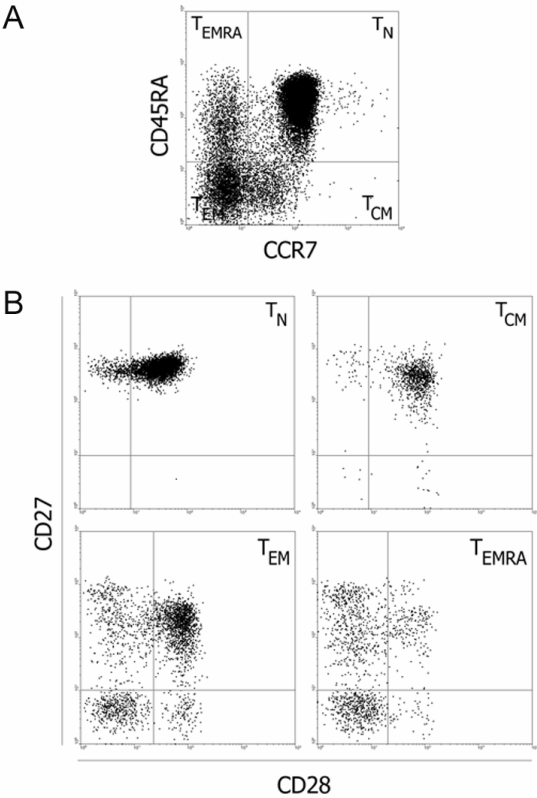 A
TEMRA TN
CD45RA
TEM TCM
CCR7
B
TN TCM
CD27
TEM TEMRA
CD28